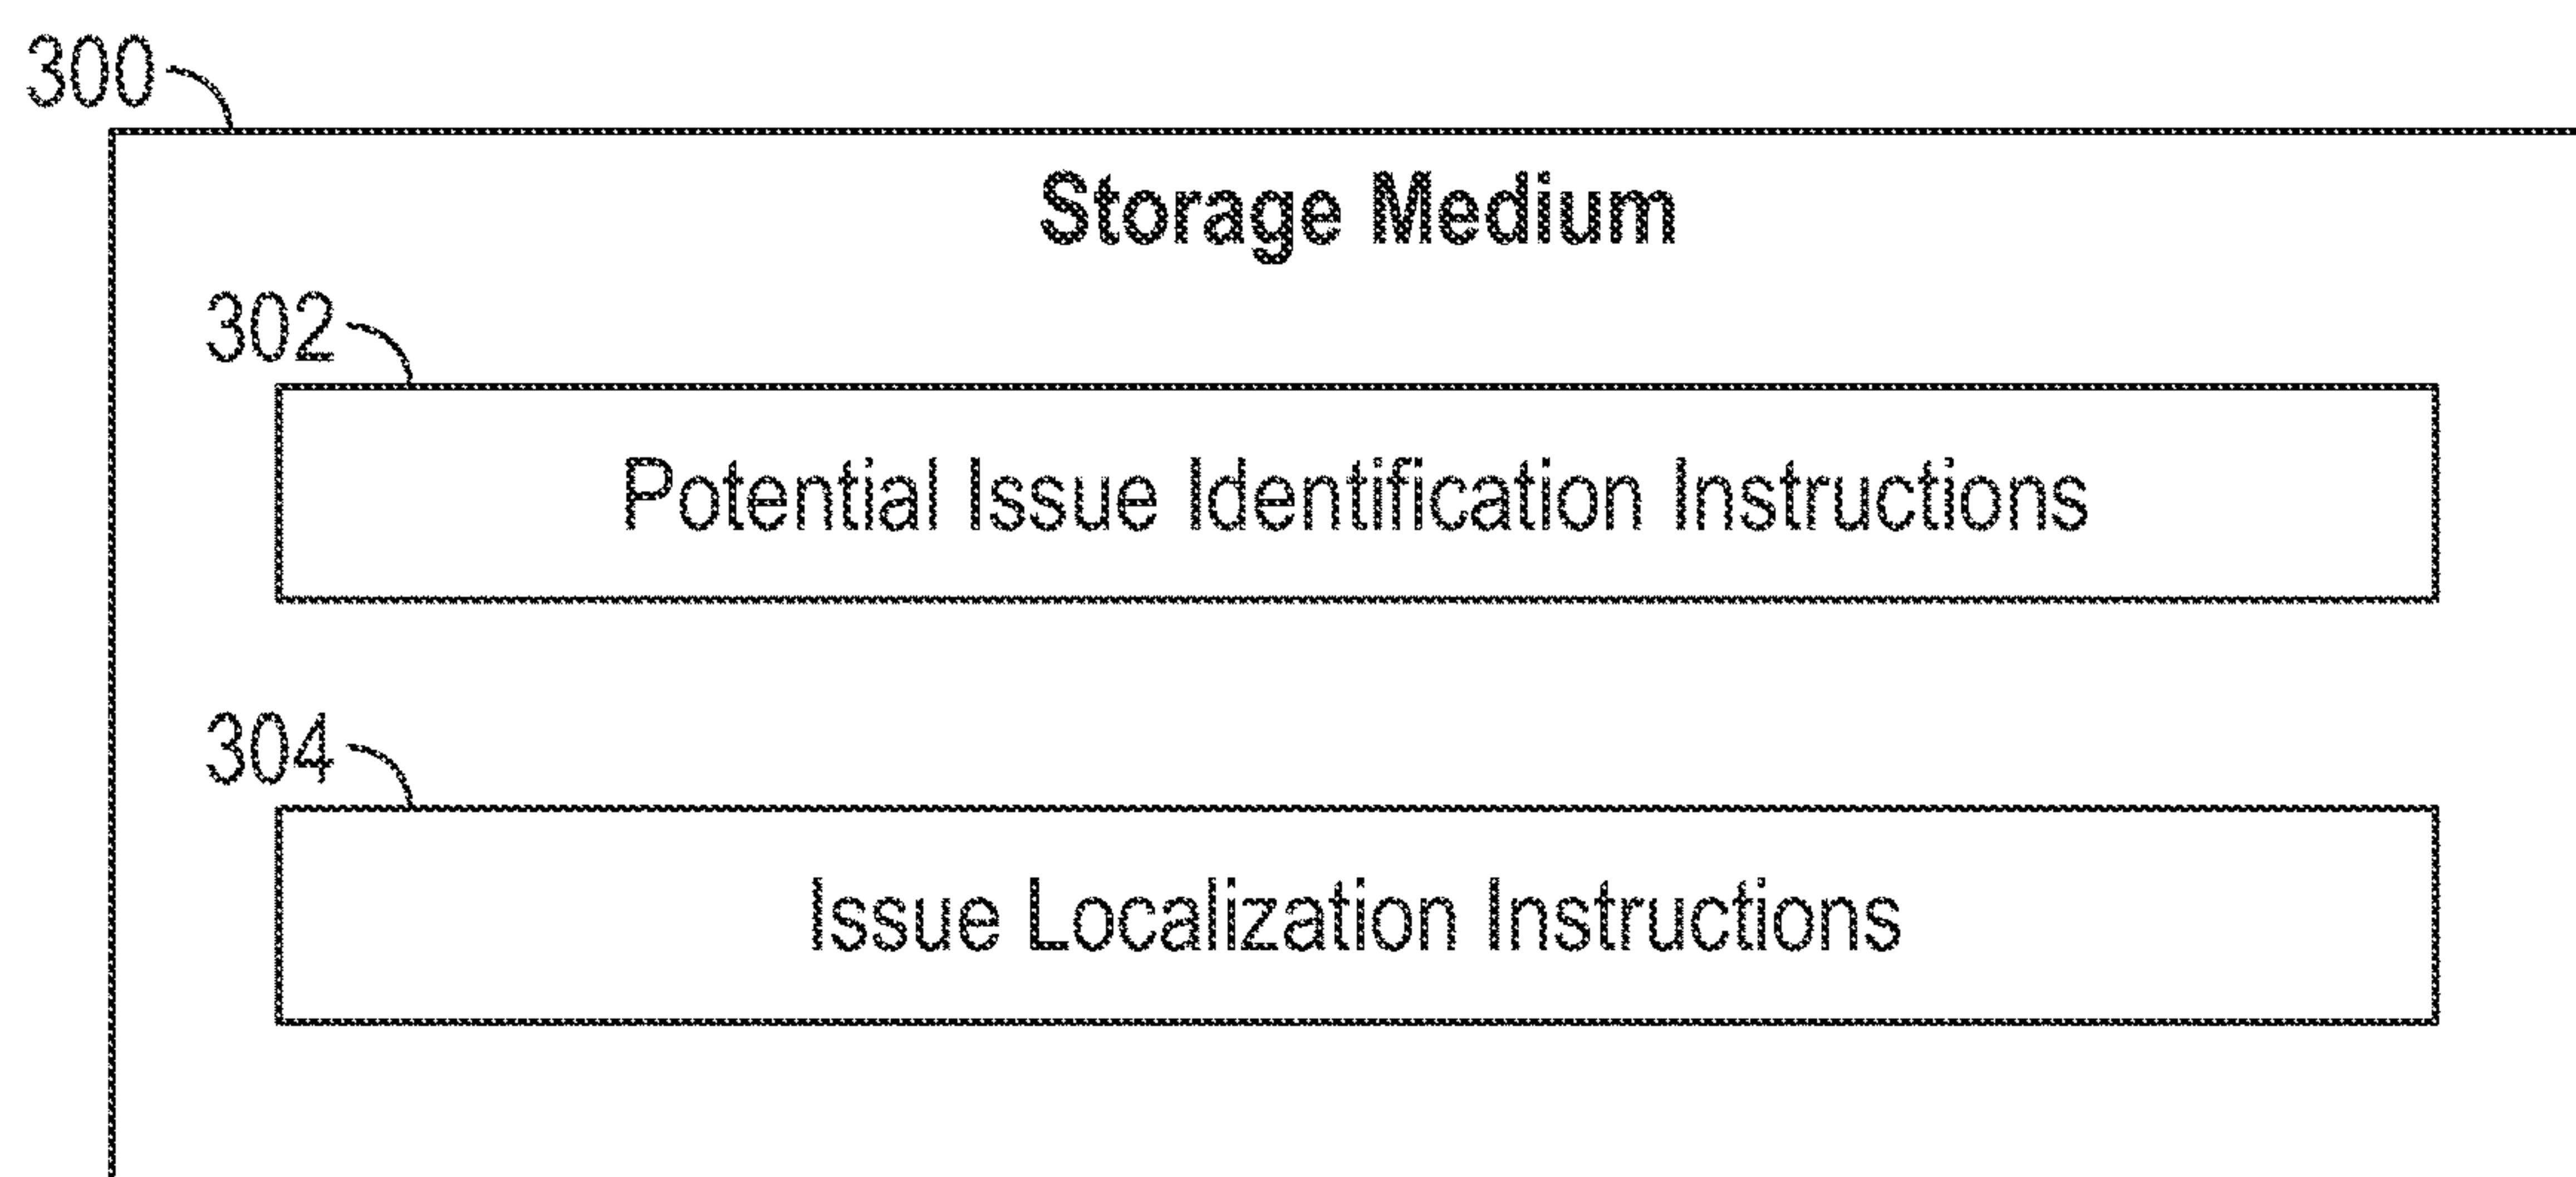 300
Storage Medium
302
Potential Issue Identification Instructions
304
Issue Localization Instructions